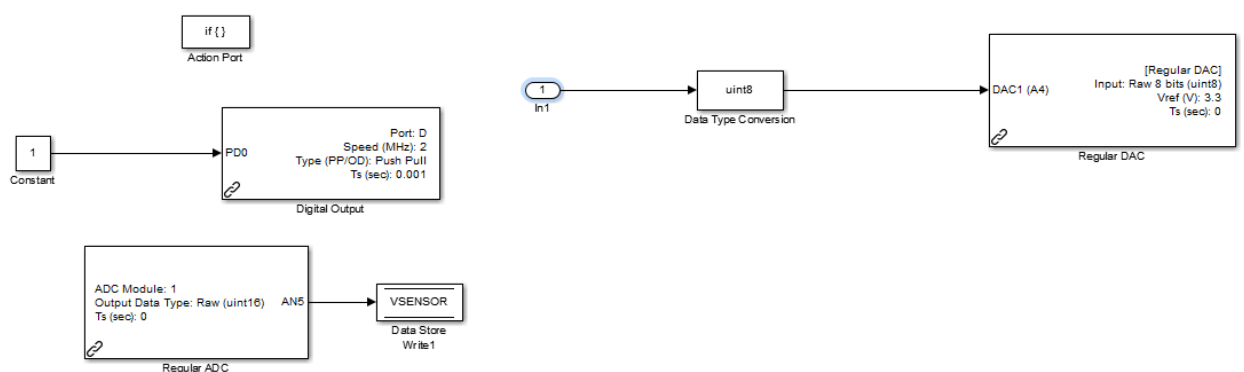 if { }
Action Port
1
Constant
PD0
Port: D
Speed (MHz): 2
Type (PP/OD): Push Pull
Ts (sec): 0.001
Digital Output
ADC Module: 1
Output Data Type: Raw (uint16)
Ts (sec): 0
AN5
Regular ADC
VSENSOR
Data Store
Write1
1
In1
uint8
Data Type Conversion
DAC1 (A4)
[Regular DAC]
Input: Raw 8 bits (uint8)
Vref (V): 3.3
Ts (sec): 0
Regular DAC